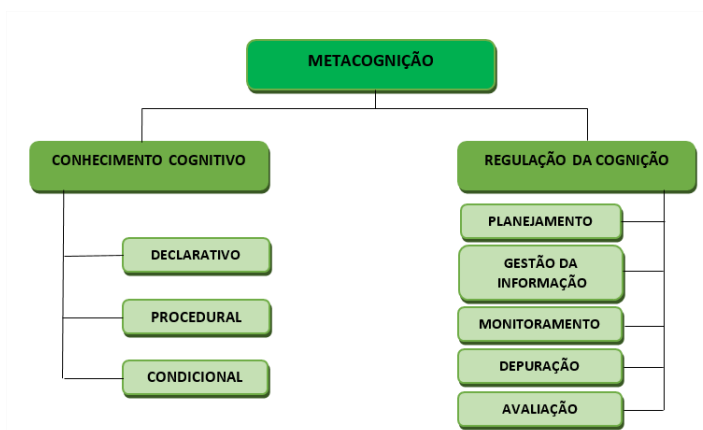 METACOGNIÇÃO
CONHECIMENTO COGNITIVO
DECLARATIVO
PROCEDURAL
CONDICIONAL
REGULAÇÃO DA COGNIÇÃO
PLANEJAMENTO
GESTÃO DA
INFORMAÇÃO
MONITORAMENTO
DEPURAÇÃO
AVALIAÇÃO